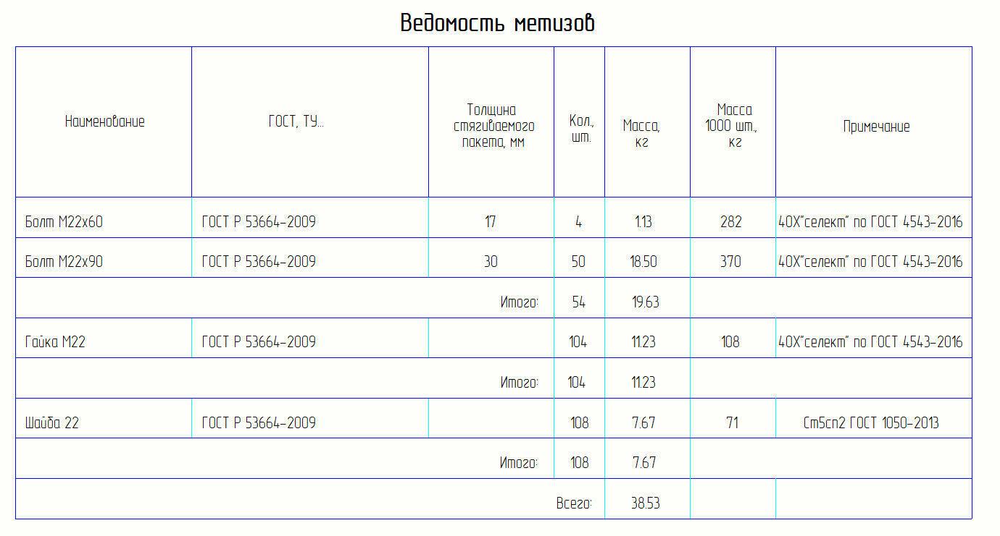 Ведомость метизов
Наименование
ГОСТ, ТУ...
Толщина
стягиваемого
пакета, мм
Кол.,
шт.
Масса,
кг
Масса
1000 шт.,
кг
Примечание
Болт М22х60 ГОСТ Р 53664-2009 17 4 1.13 282 40Х"селект" по ГОСТ 4543-2016
Болт М22х90 ГОСТ Р 53664-2009 30 50 18.50 370 40Х"селект" по ГОСТ 4543-2016
Итого: 54 19.63
Гайка М22 ГОСТ Р 53664-2009 104 11.23 108 40Х"селект" по ГОСТ 4543-2016
Итого: 104 11.23
Шайба 22 ГОСТ Р 53664-2009 108 7.67 71 Ст5сп2 ГОСТ 1050-2013
Итого: 108 7.67
Всего: 38.53